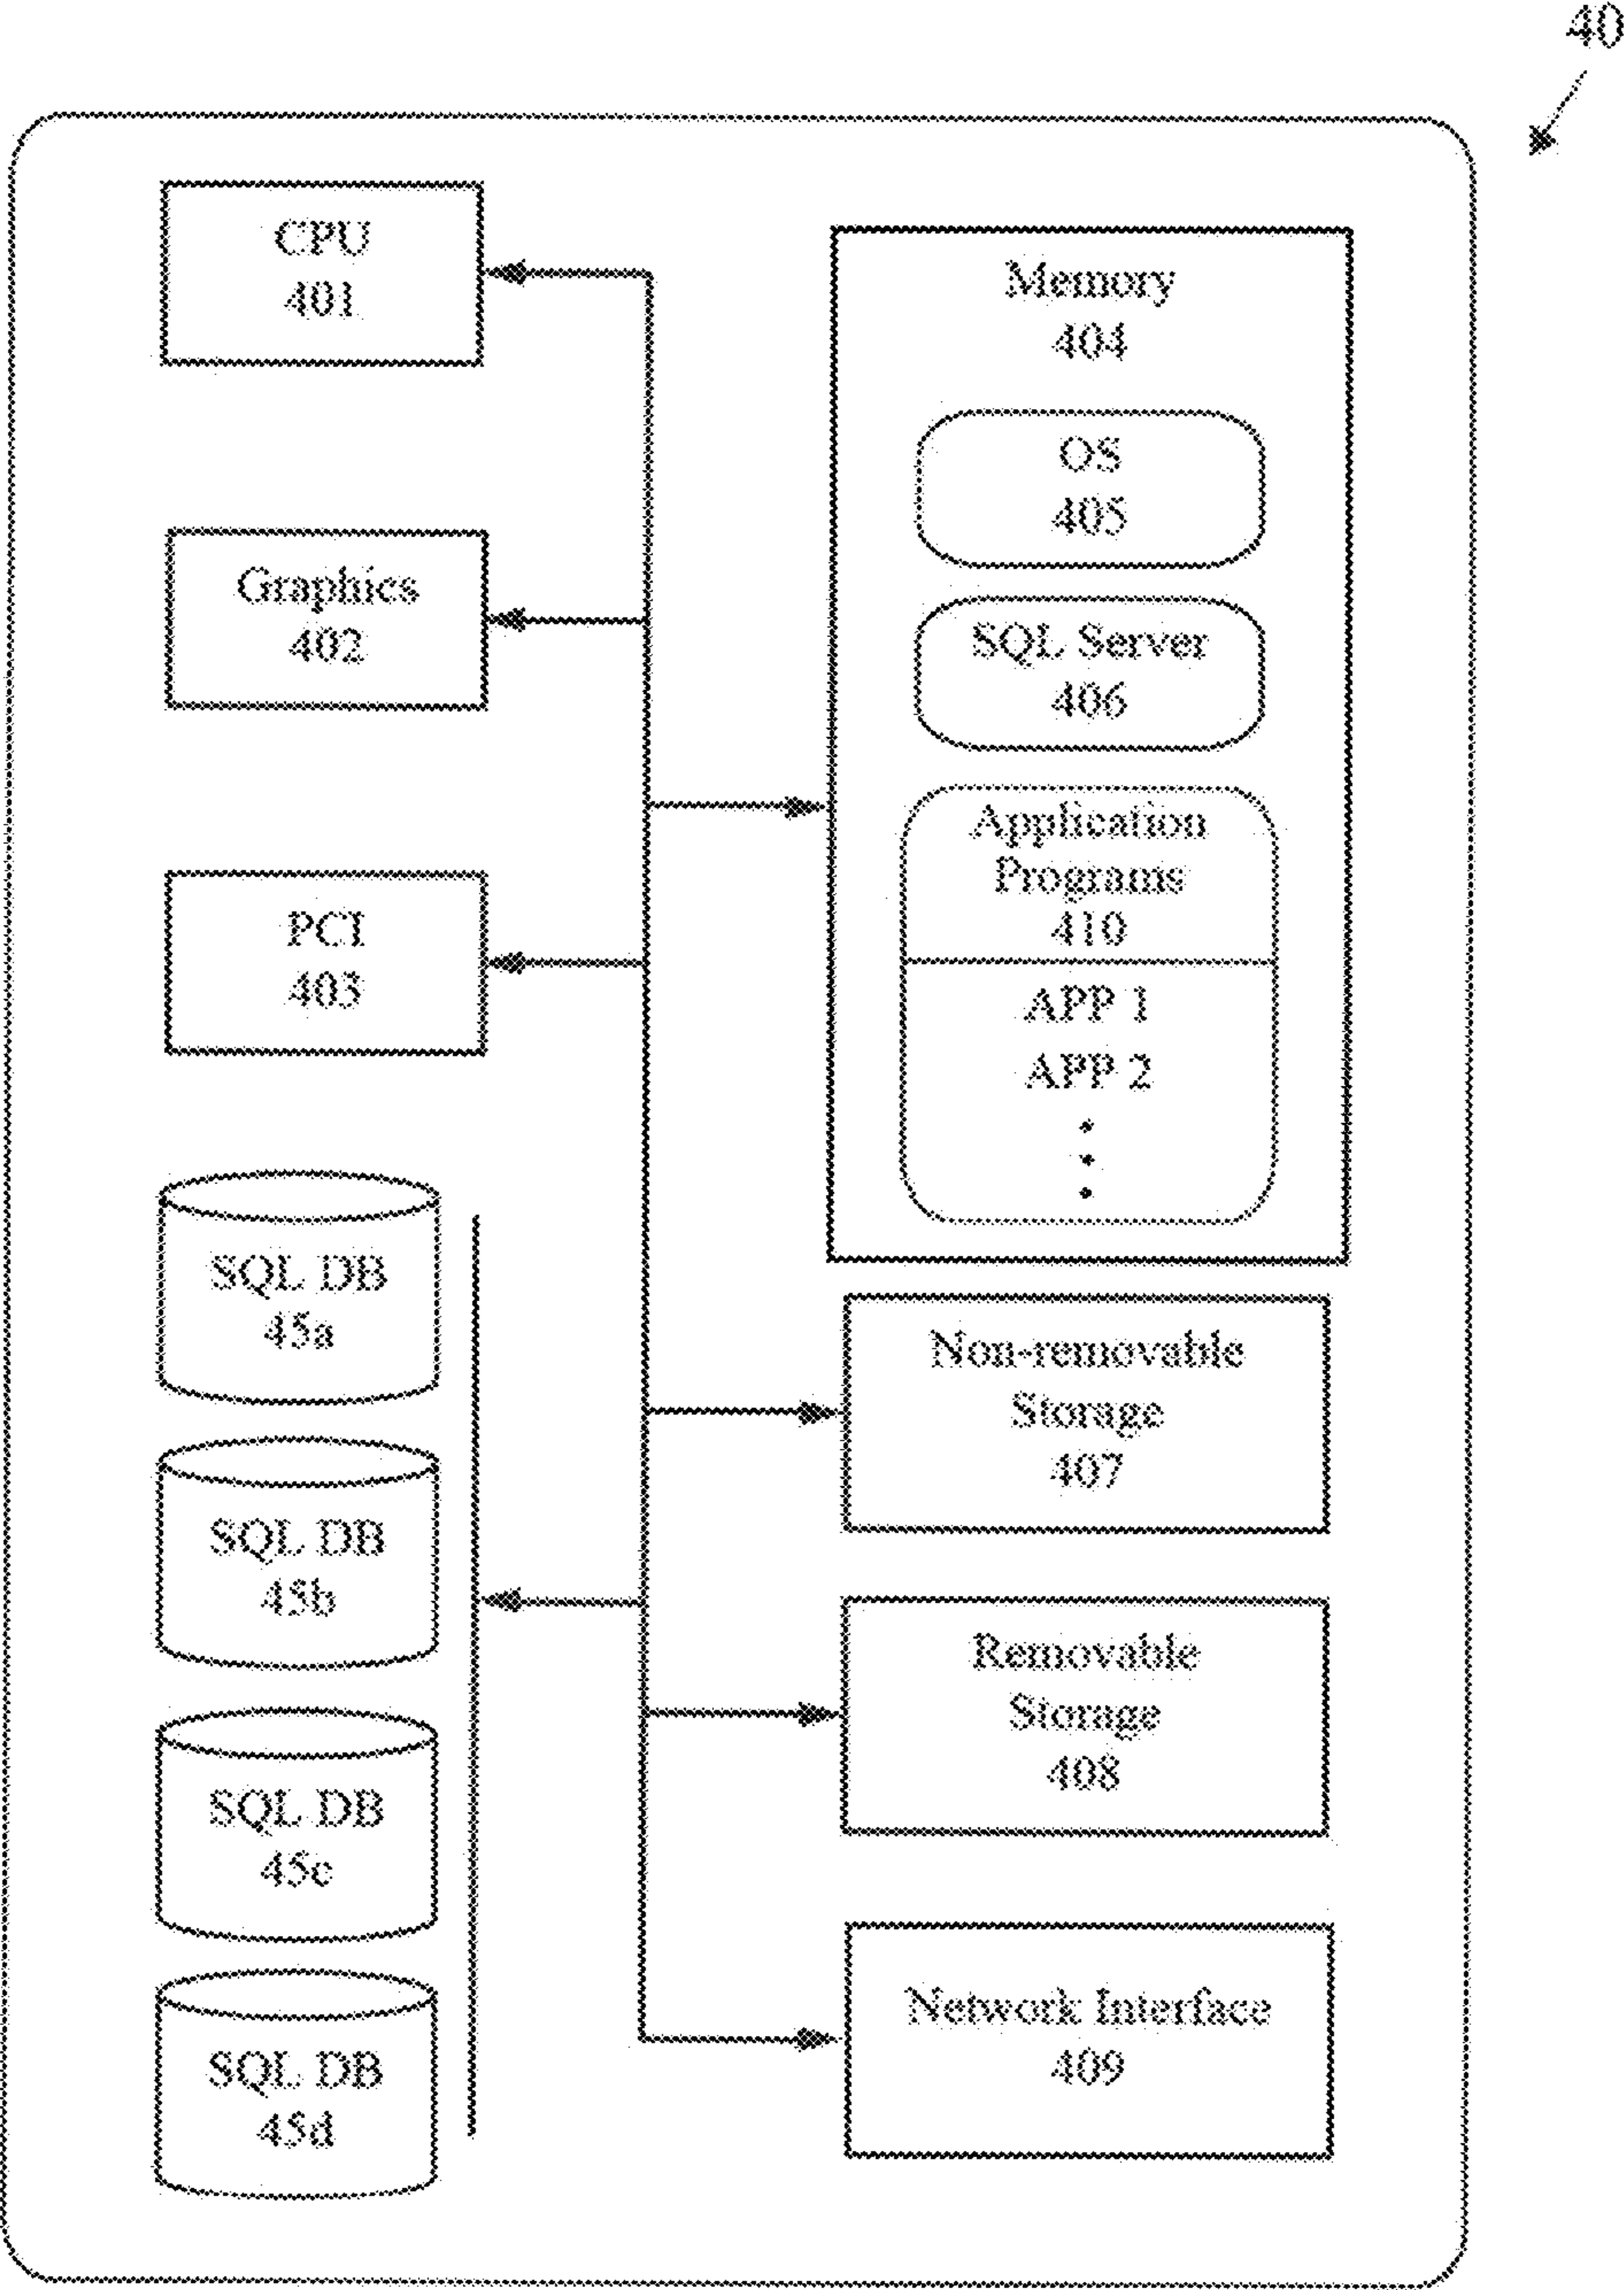 40
CPU
401
Graphics
402
PCI
403
SQL DB
45a
SQL DB
45b
SQL DB
45c
SQL DB
45d
Memory
404
OS
405
SQL Server
406
Application
Programs
410
APP 1
APP 2
Non-removable
Storage
407
Removable
Storage
408
Network Interface
409